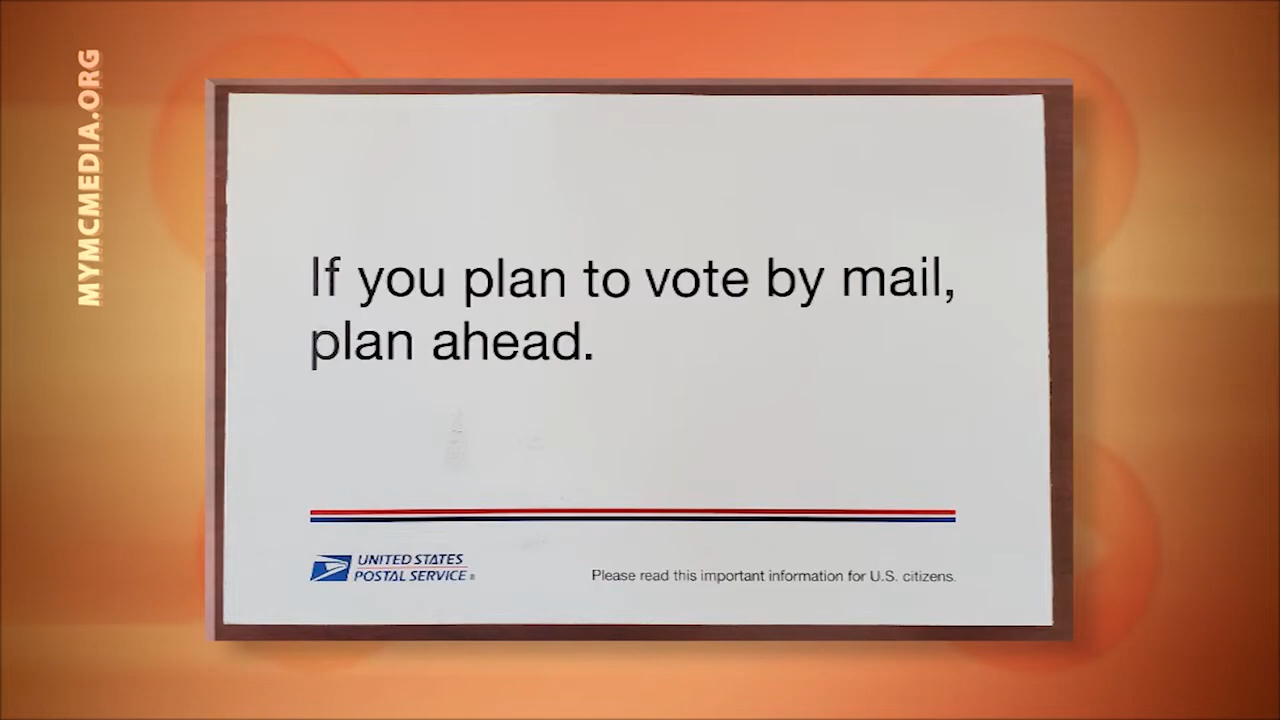 MYMCMEDIA.ORG
If you plan to vote by mail,
plan ahead.
UNITED STATES
POSTAL SERVICE®
Please read this important information for U.S. citizens.